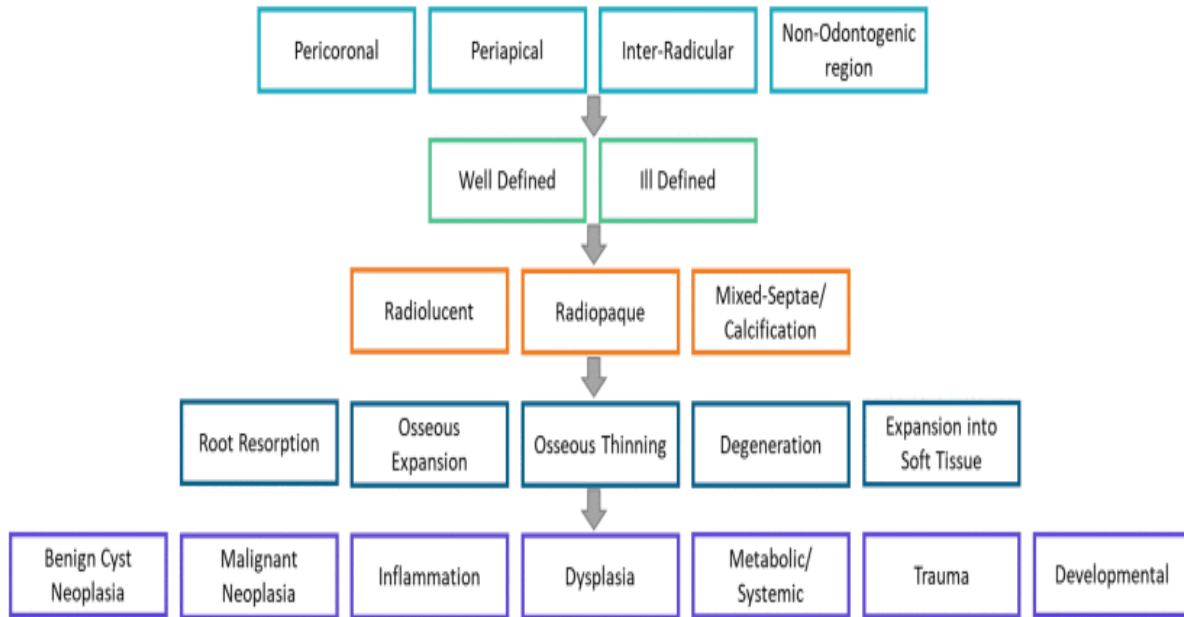 Pericoronal
Periapical
Inter-Radicular
Non-Odontogenic
region
Well Defined
Ill Defined
Radiolucent
Radiopaque
Mixed-Septae/
Calcification
Root Resorption
Osseous
Expansion
Osseous Thinning
Degeneration
Expansion into
Soft Tissue
Benign Cyst
Neoplasia
Malignant
Neoplasia
Inflammation
Dysplasia
Metabolic/
Systemic
Trauma
Developmental